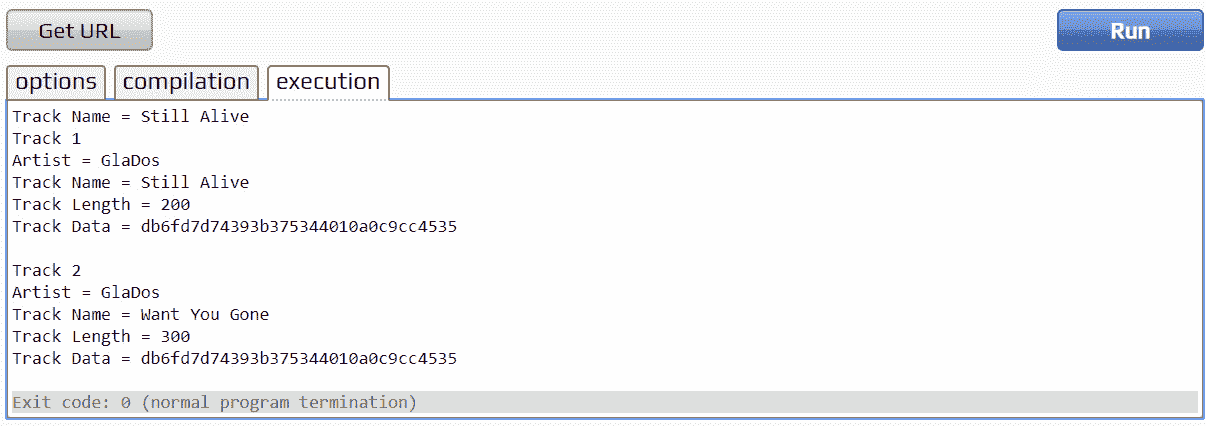 Get URL
Run
options
compilation
execution
Track Name = Still Alive
Track 1
Artist = GlaDos
Track Name = Still Alive
Track Length = 200
Track Data = db6fd7d74393b375344010a0c9cc4535
Track 2
Artist = GlaDos
Track Name = Want You Gone
Track Length = 300
Track Data = db6fd7d74393b375344010a0c9cc4535
Exit code: 0 (normal program termination)